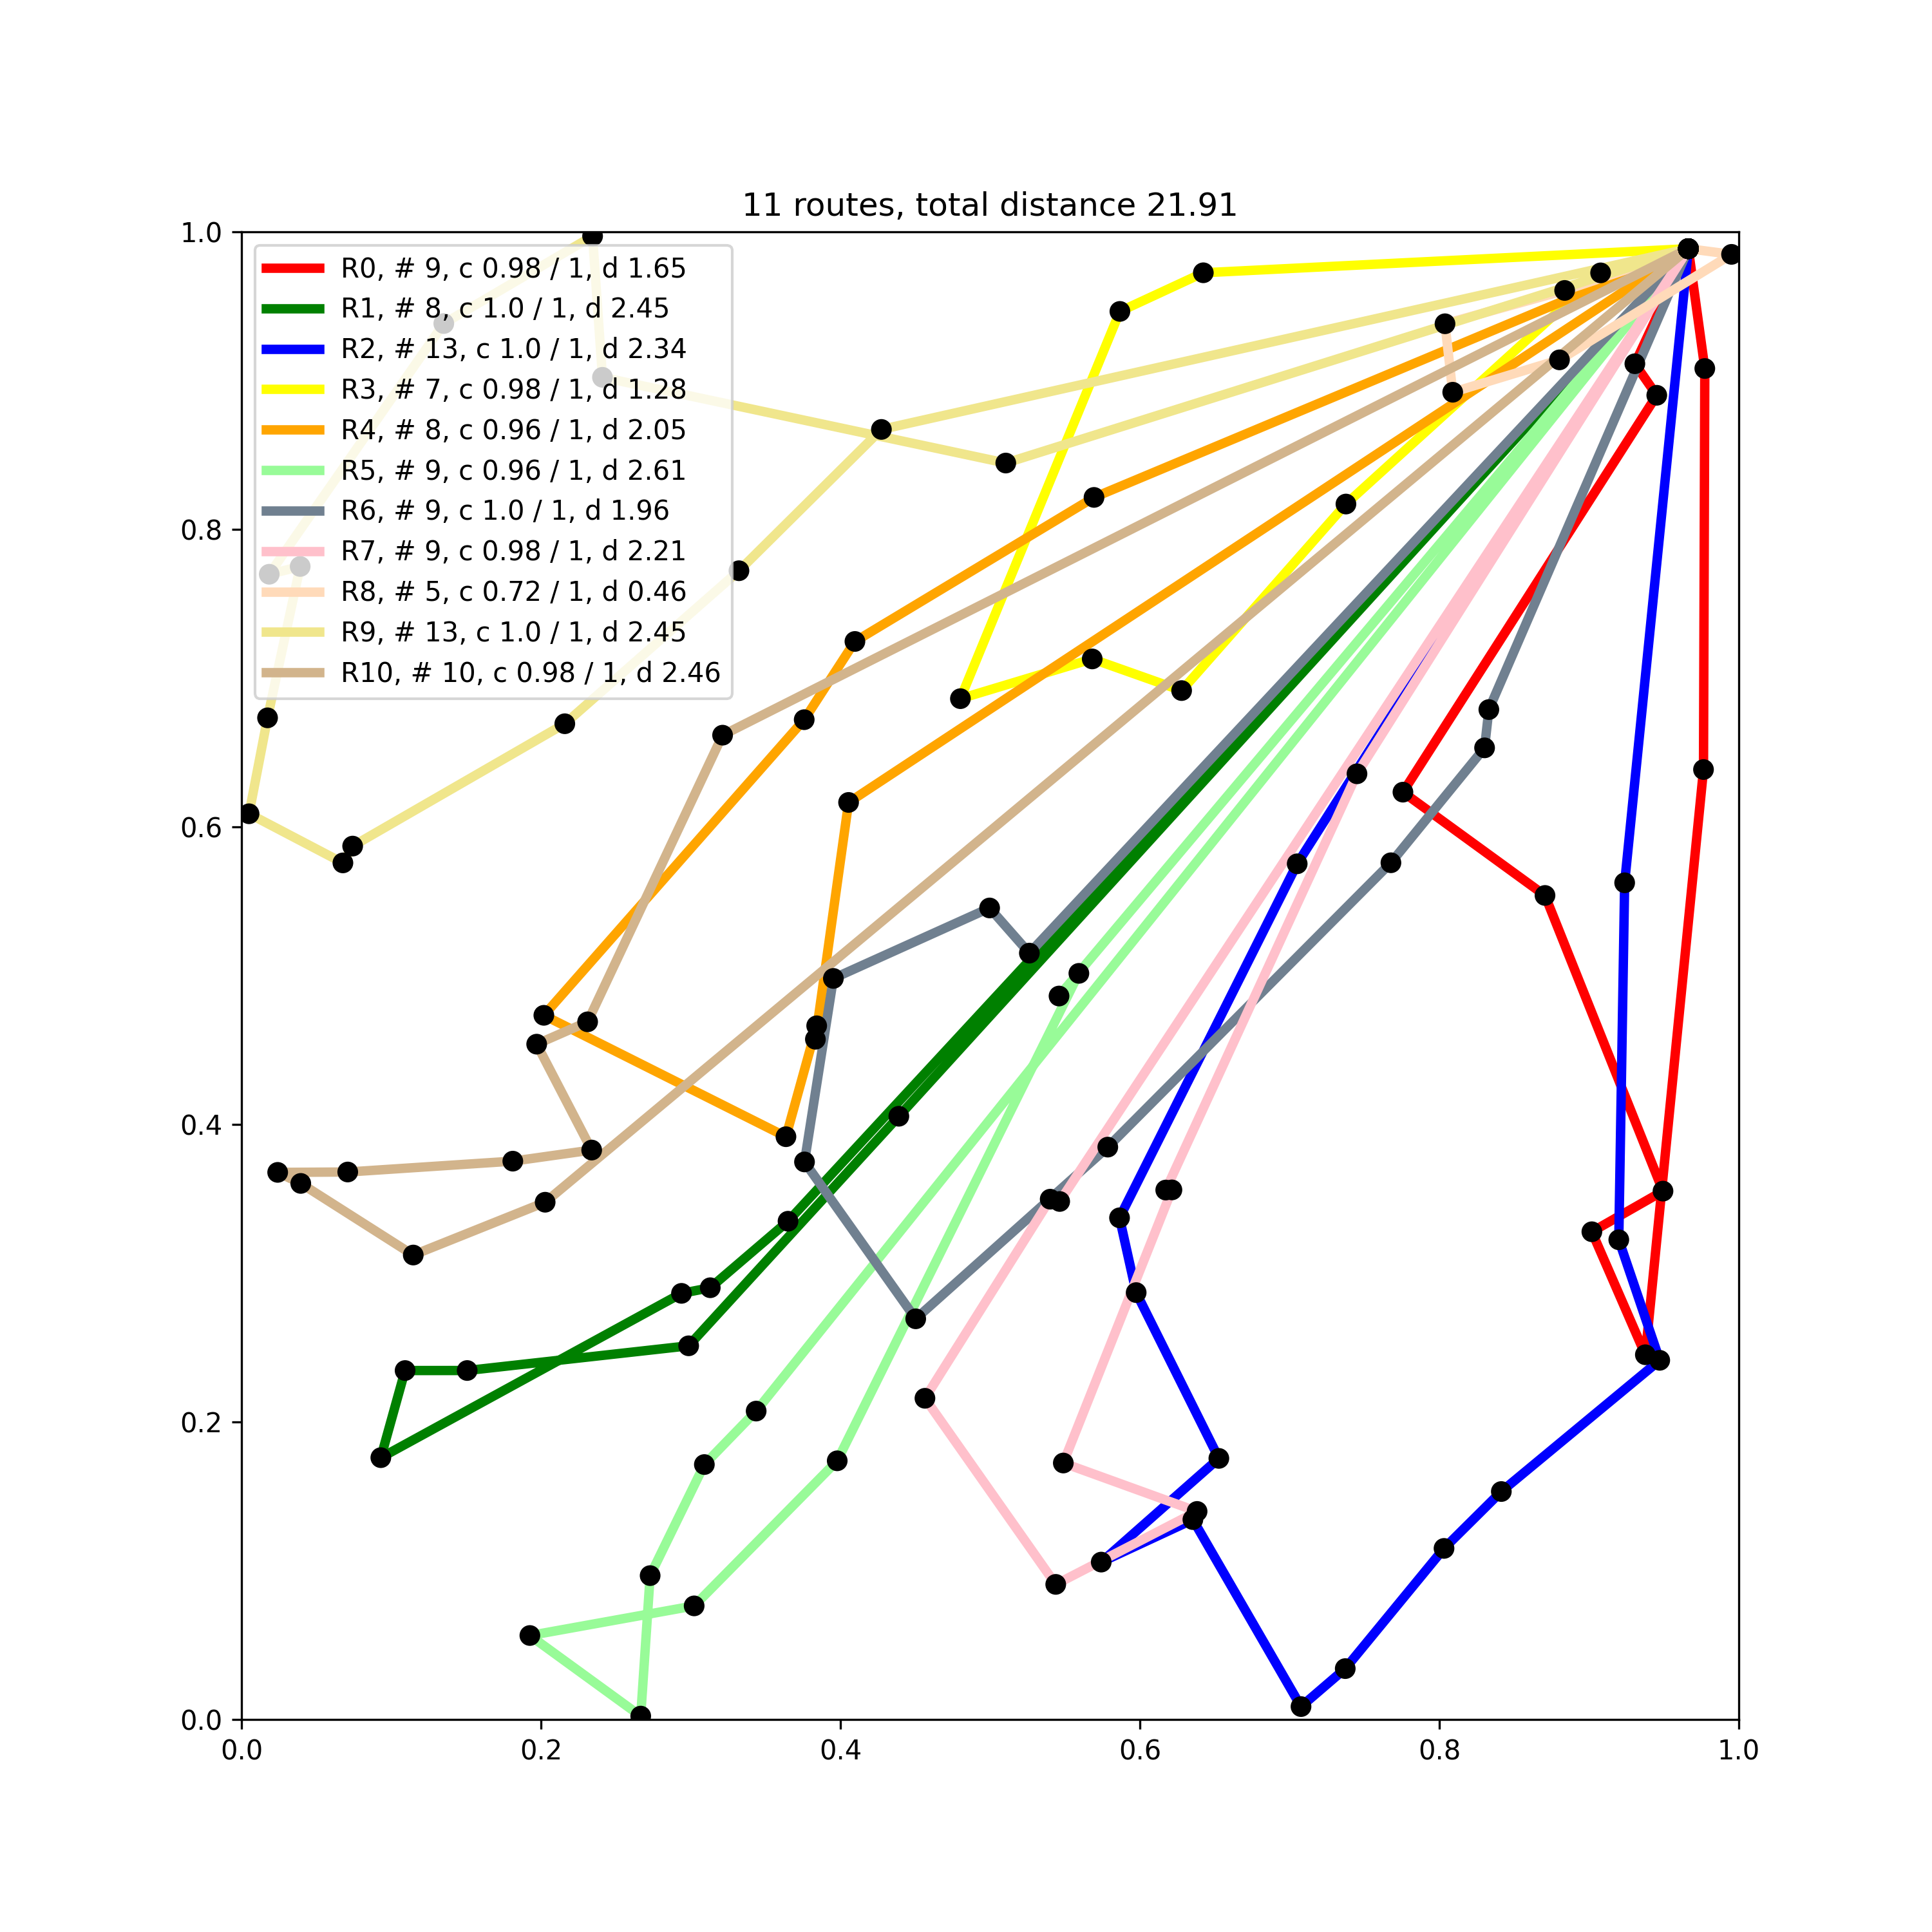 11 routes, total distance 21.91
1.0
R0, # 9, c 0.98 / 1, d 1.65
R1, # 8, c 1.0 / 1, d 2.45
R2, # 13, c 1.0 / 1, d 2.34
R3, # 7, c 0.98 / 1, d 1.28
R4, # 8, c 0.96 / 1, d 2.05
R5, # 9, c 0.96 / 1, d 2.61
R6, # 9, c 1.0 / 1, d 1.96
0.8
R7, # 9, c 0.98 / 1, d 2.21
R8, # 5, c 0.72 / 1, d 0.46
R9, # 13, c 1.0 / 1, d 2.45
R10, # 10, c 0.98 / 1, d 2.46
0.6
0.4
0.2
0.0
0.0 0.2 0.4 0.6 0.8 1.0